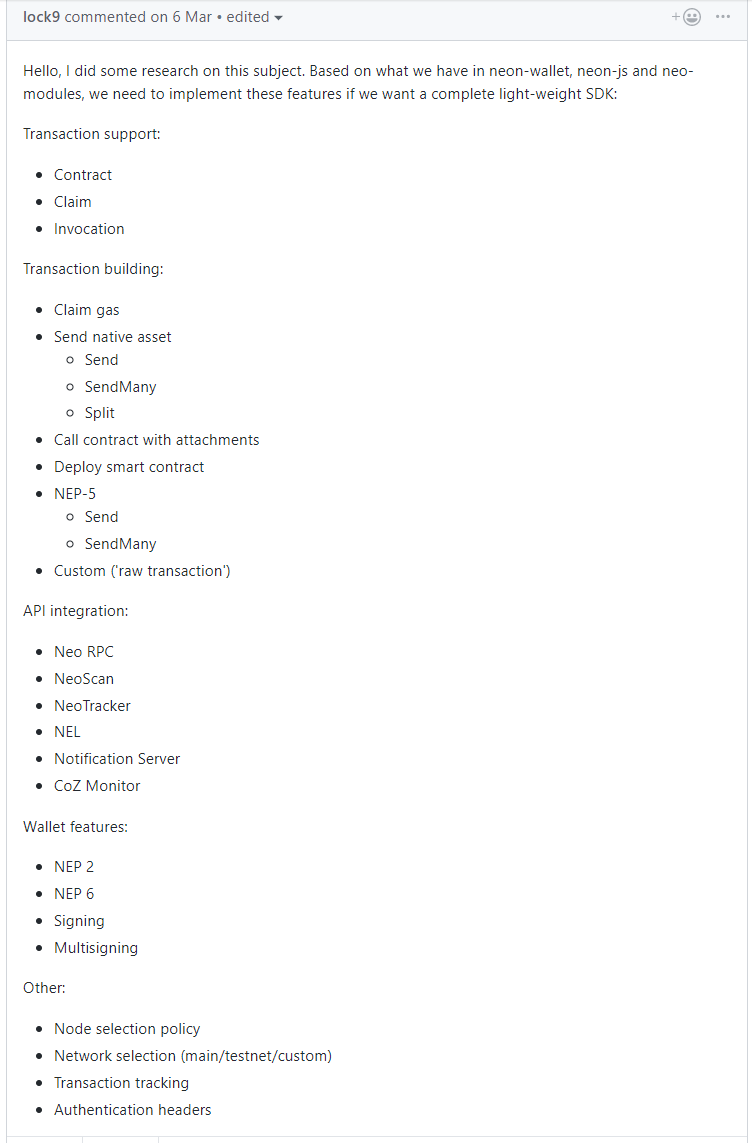 lock9 commented on 6 Mar • edited
Hello, I did some research on this subject. Based on what we have in neon-wallet, neon-js and neo-
modules, we need to implement these features if we want a complete light-weight SDK:
Transaction support:
• Contract
• Claim
• Invocation
Transaction building:
• Claim gas
• Send native asset
○ Send
○ SendMany
○ Split
• Call contract with attachments
• Deploy smart contract
• NEP-5
○ Send
○ SendMany
• Custom ('raw transaction')
API integration:
• Neo RPC
• NeoScan
• NeoTracker
• NEL
• Notification Server
• CoZ Monitor
Wallet features:
• NEP 2
• NEP 6
• Signing
• Multisigning
Other:
• Node selection policy
• Network selection (main/testnet/custom)
• Transaction tracking
• Authentication headers